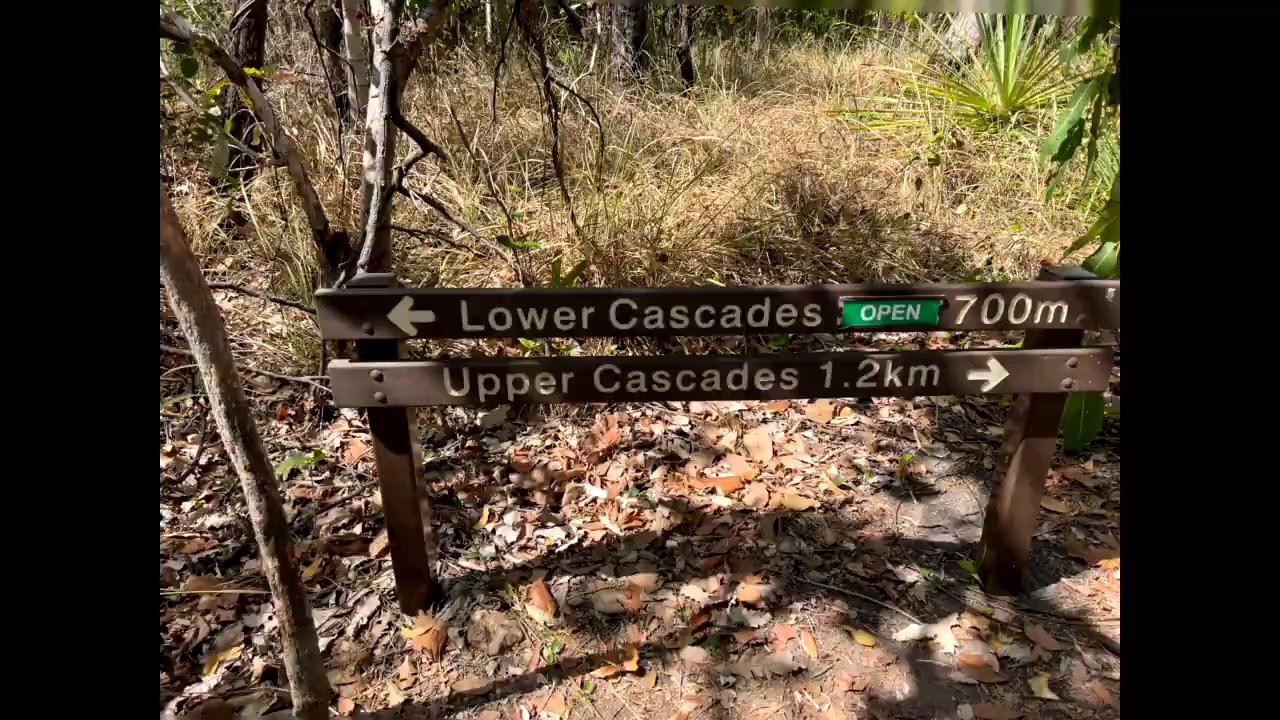 ← Lower Cascades OPEN 700m
Upper Cascades 1.2km →